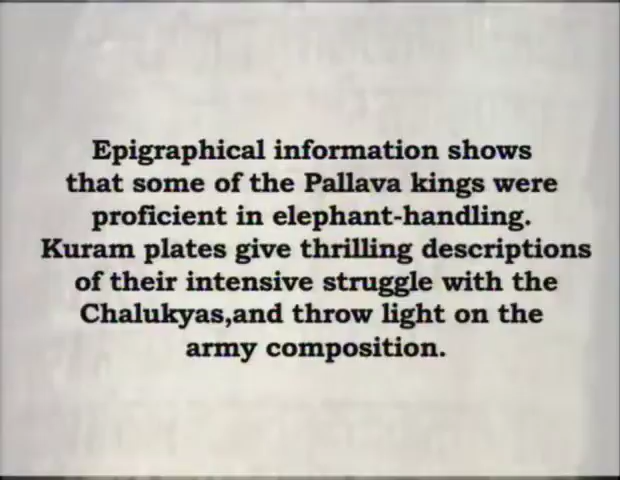 Epigraphical information shows
that some of the Pallava kings were
proficient in elephant-handling.
Kuram plates give thrilling descriptions
of their intensive struggle with the
Chalukyas,and throw light on the
army composition.